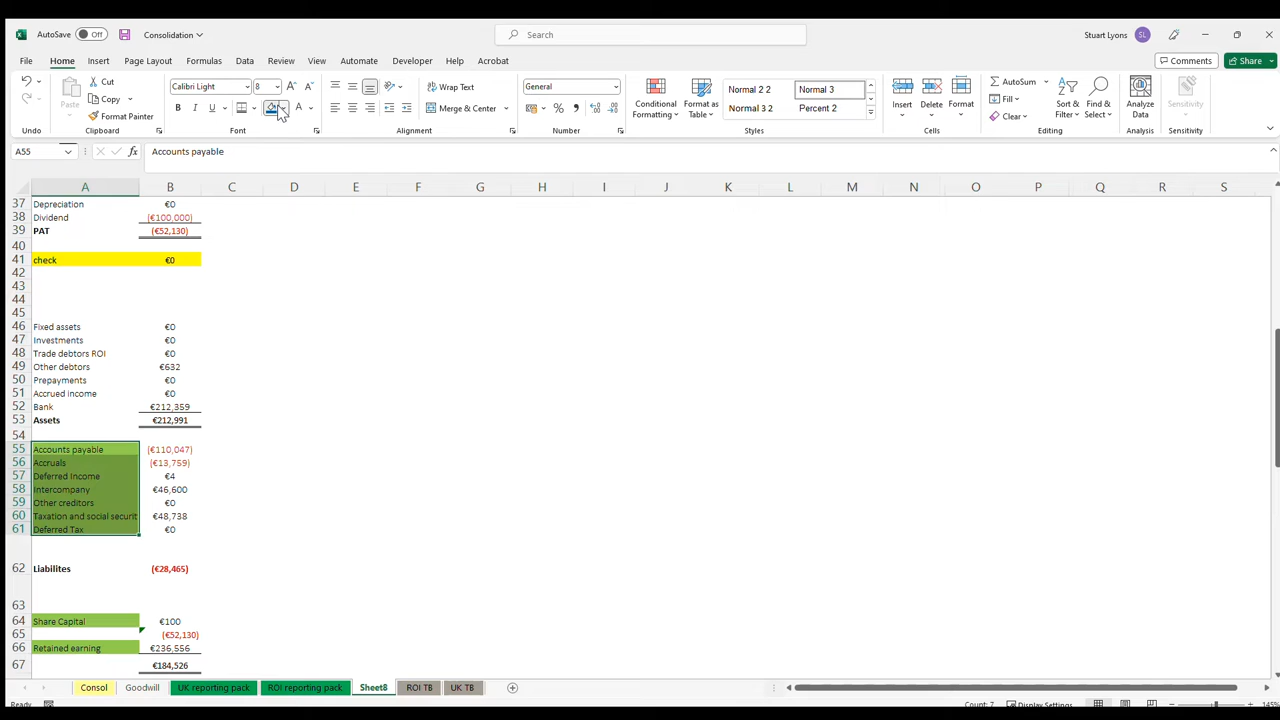 AutoSave Off Consolidation Search Stuart Lyons SL
File Home Insert Page Layout Formulas Data Review View Automate Developer Help Acrobat Comments Share
Paste Cut Copy Format Painter
Calibri Light 8 B I U A
Wrap Text Merge & Center
General %
Conditional Formatting Format as Table
Normal 2 2 Normal 3 Normal 3 2 Percent 2
Insert Delete Format
AutoSum Fill Clear Sort & Filter Find & Select
Analyze Data Sensitivity
Undo Clipboard Font Alignment Number Styles Cells Editing Analysis Sensitivity
A55 fx Accounts payable
A B C D E F G H I J K L M N O P Q R S
37 Depreciation €0
38 Dividend (€100,000)
39 PAT (€52,130)
40
41 check €0
42
43
44
45
46 Fixed assets €0
47 Investments €0
48 Trade debtors ROI €0
49 Other debtors €632
50 Prepayments €0
51 Accrued income €0
52 Bank €212,359
53 Assets €212,991
54
55 Accounts payable (€110,047)
56 Accruals (€13,759)
57 Deferred Income €4
58 Intercompany €46,600
59 Other creditors €0
60 Taxation and social securit €48,738
61 Deferred Tax €0
62 Liabilites (€28,465)
63
64 Share Capital €100
65 (€52,130)
66 Retained earning €236,556
67 €184,526
Consol Goodwill UK reporting pack ROI reporting pack Sheet8 ROI TB UK TB
Ready Count: 7 Display Settings 145%